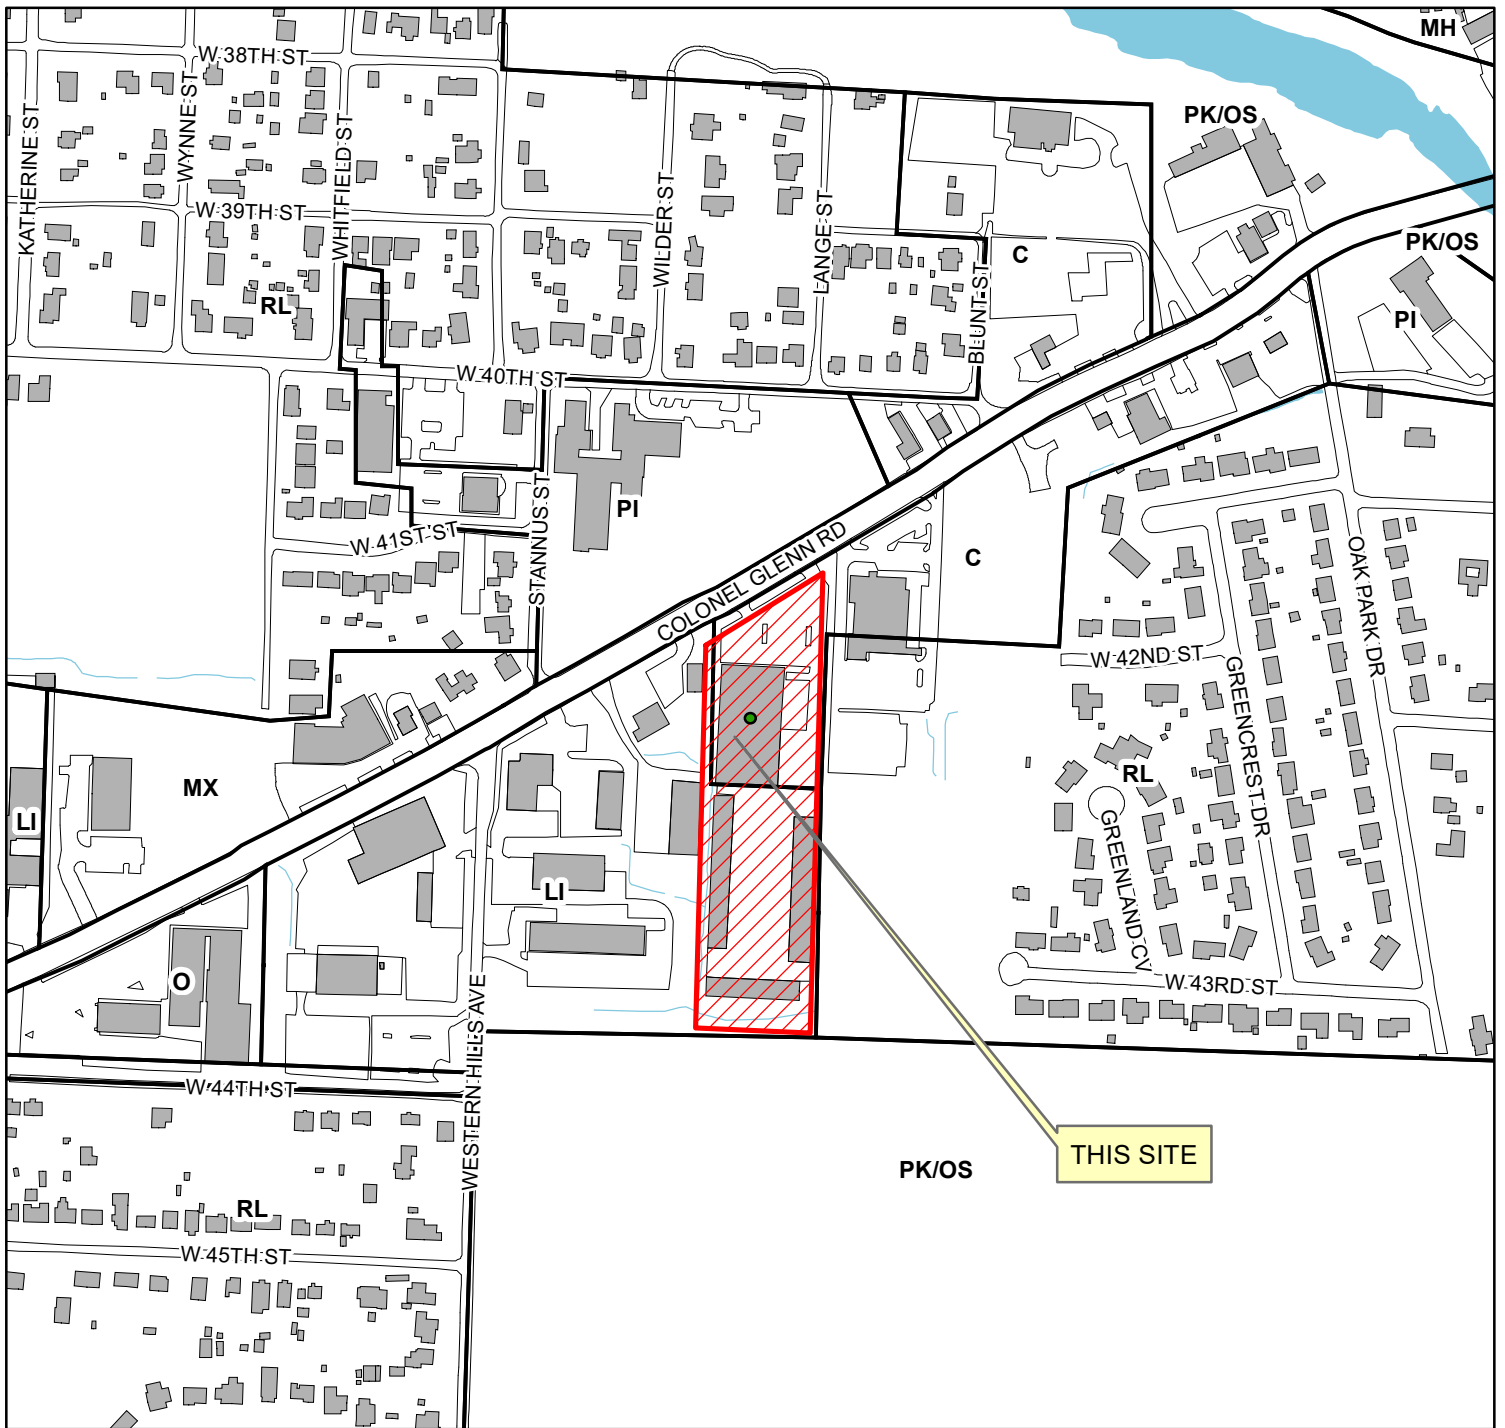 MH
W 38TH ST
PK/OS
KATHERINE ST
WYNNE ST
WHITFIELD ST
W 39TH ST
WILDER ST
LANGE ST
C
PK/OS
RL
BLUNT ST
PI
W 40TH ST
PI
STANNUS ST
W 41ST ST
COLONEL GLENN RD
C
OAK PARK DR
W 42ND ST
GREENCREST DR
MX
RL
LI
LI
GREENLAND CV
O
W 43RD ST
WESTERN HILLS AVE
W 44TH ST
THIS SITE
PK/OS
RL
W 45TH ST